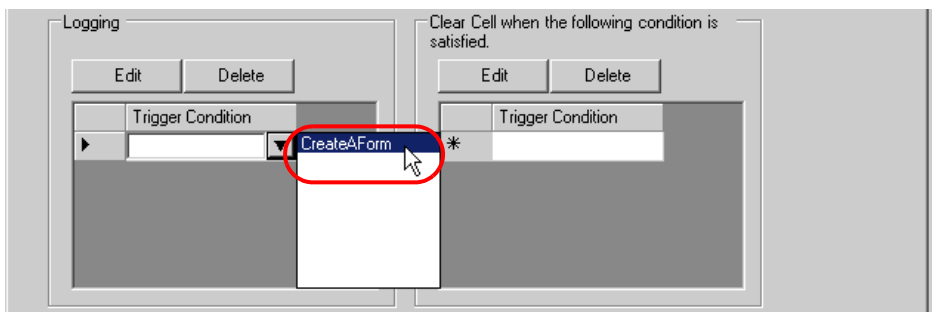 Logging
Edit
Delete
Trigger Condition
CreateAForm
Clear Cell when the following condition is
satisfied.
Edit
Delete
Trigger Condition